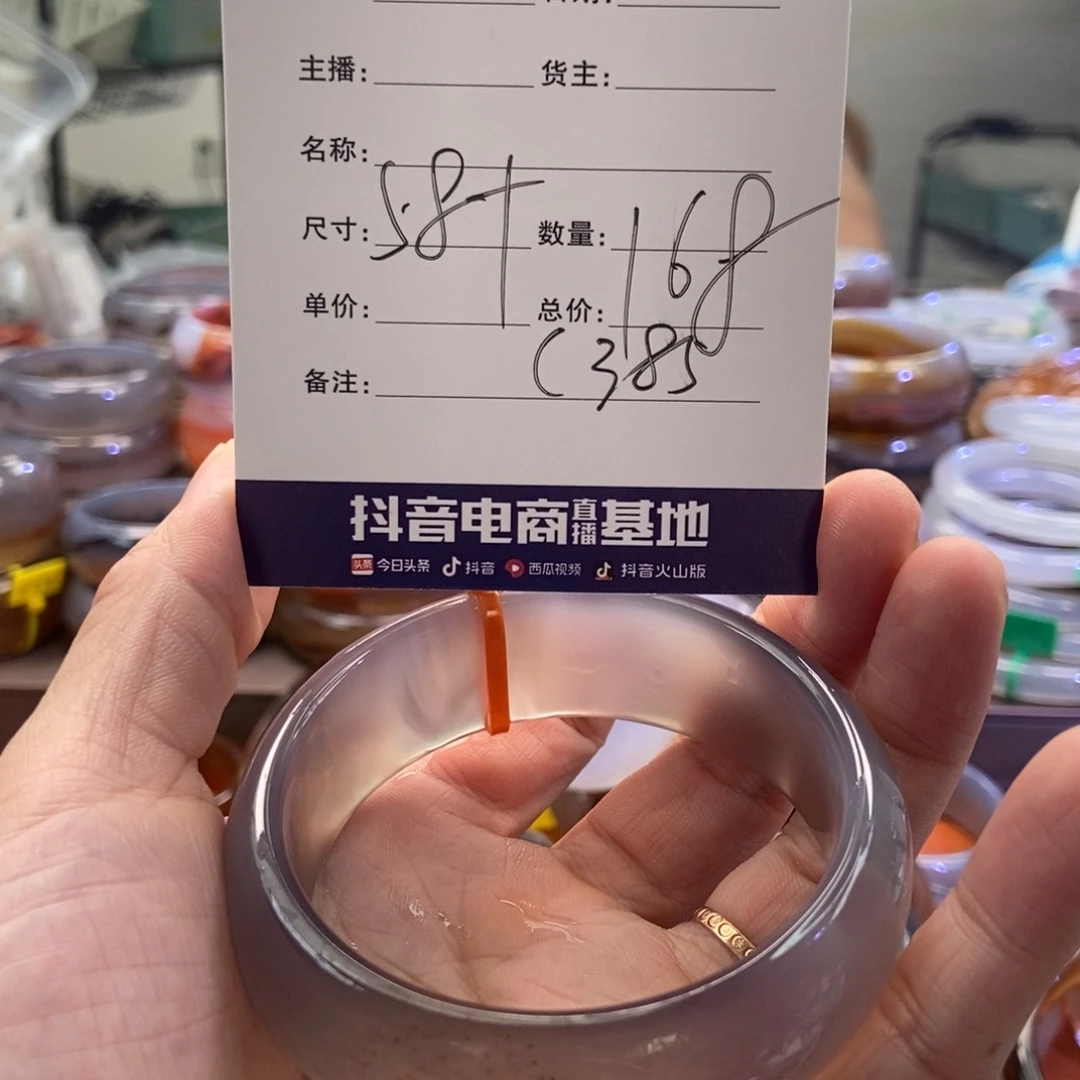 主播： 货主：
名称：
尺寸： 58+ 数量： 168
单价： 总价：
备注： (385
抖音电商直播基地
头条 今日头条 抖音 西瓜视频 抖音火山版